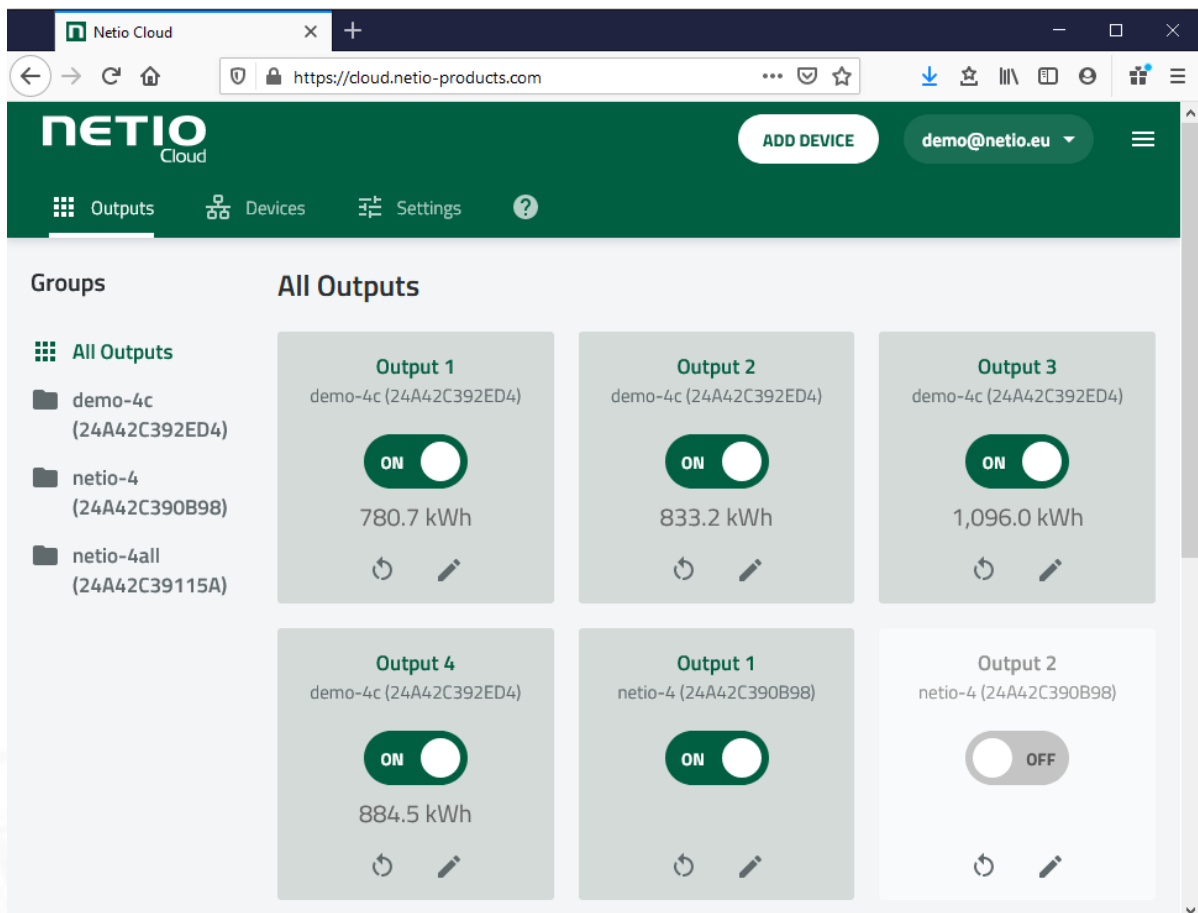 Netio Cloud
https://cloud.netio-products.com
NETIO
Cloud
ADD DEVICE
demo@netio.eu
Outputs
Devices
Settings
?
Groups
All Outputs
demo-4c
(24A42C392ED4)
netio-4
(24A42C390B98)
netio-4all
(24A42C39115A)
All Outputs
Output 1
demo-4c (24A42C392ED4)
ON
780.7 kWh
Output 2
demo-4c (24A42C392ED4)
ON
833.2 kWh
Output 3
demo-4c (24A42C392ED4)
ON
1,096.0 kWh
Output 4
demo-4c (24A42C392ED4)
ON
884.5 kWh
Output 1
netio-4 (24A42C390B98)
ON
Output 2
netio-4 (24A42C390B98)
OFF